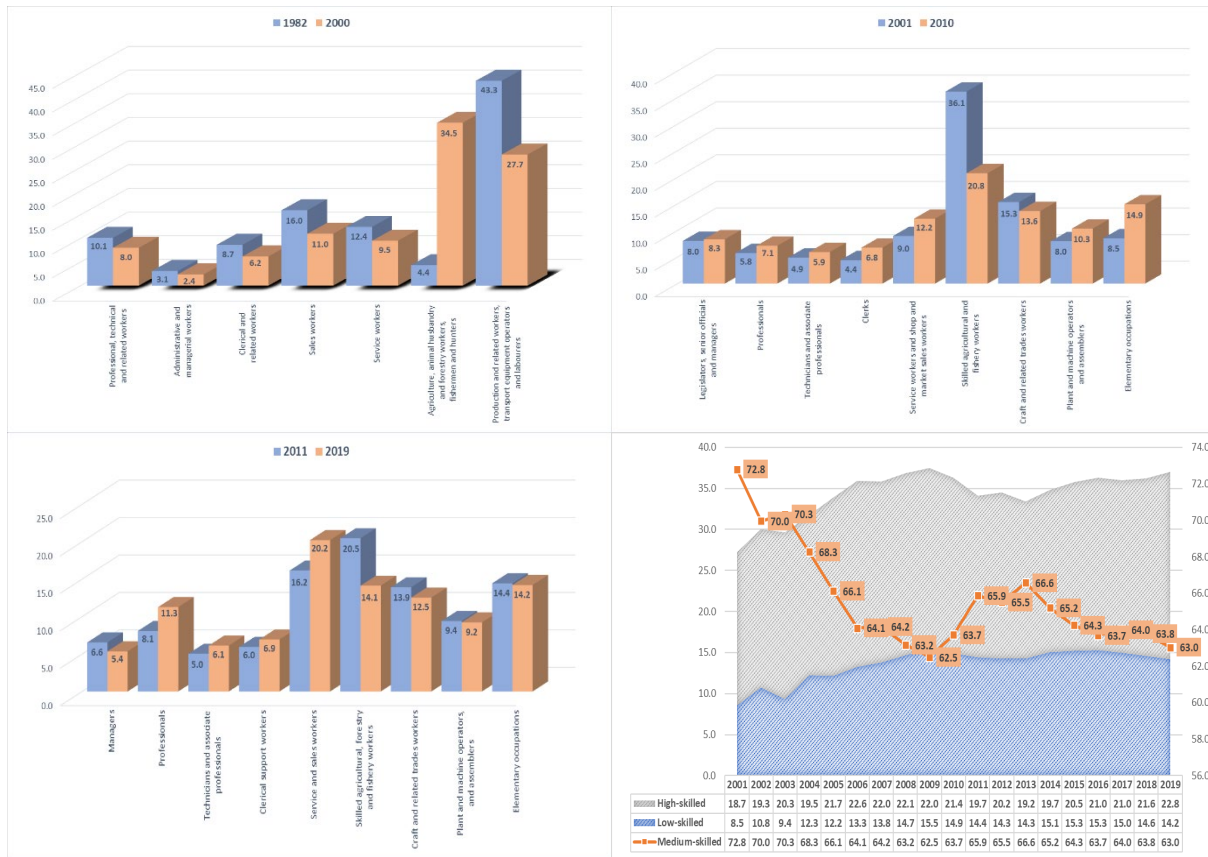 1982 2000
45.0
40.0
35.0
30.0
25.0
20.0
15.0
10.0
5.0
0.0
10.1
8.0
3.1
2.4
8.7
6.2
16.0
11.0
12.4
9.5
4.4
34.5
43.3
27.7
Professional, technical
and related workers
Administrative and
managerial workers
Clerical and
related workers
Sales workers
Service workers
Agriculture, animal husbandry
and forestry workers,
fishermen and hunters
Production and related workers,
transport equipment operators
and labourers
2001 2010
40.0
35.0
30.0
25.0
20.0
15.0
10.0
5.0
0.0
8.0
8.3
5.8
7.1
4.9
5.9
4.4
6.8
9.0
12.2
36.1
20.8
15.3
13.6
8.0
10.3
8.5
14.9
Legislators, senior officials
and managers
Professionals
Technicians and associate
professionals
Clerks
Service workers and shop and
market sales workers
Skilled agricultural and
fishery workers
Craft and related trades workers
Plant and machine operators
and assemblers
Elementary occupations
2011 2019
25.0
20.0
15.0
10.0
5.0
0.0
6.6
5.4
8.1
11.3
5.0
6.1
6.0
6.9
16.2
20.2
20.5
14.1
13.9
12.5
9.4
9.2
14.4
14.2
Managers
Professionals
Technicians and associate
professionals
Clerical support workers
Service and sales workers
Skilled agricultural, forestry
and fishery workers
Craft and related trades workers
Plant and machine operators,
and assemblers
Elementary occupations
40.0
35.0
30.0
25.0
20.0
15.0
10.0
5.0
0.0
74.0
72.0
70.0
68.0
66.0
64.0
62.0
60.0
58.0
56.0
72.8
70.0
70.3
68.3
66.1
64.1
64.2
63.2
62.5
63.7
65.9
65.5
66.6
65.2
64.3
63.7
64.0
63.8
63.0
2001 2002 2003 2004 2005 2006 2007 2008 2009 2010 2011 2012 2013 2014 2015 2016 2017 2018 2019
High-skilled 18.7 19.3 20.3 19.5 21.7 22.6 22.0 22.1 22.0 21.4 19.7 20.2 19.2 19.7 20.5 21.0 21.0 21.6 22.8
Low-skilled 8.5 10.8 9.4 12.3 12.2 13.3 13.8 14.7 15.5 14.9 14.4 14.3 14.3 15.1 15.3 15.3 15.0 14.6 14.2
Medium-skilled 72.8 70.0 70.3 68.3 66.1 64.1 64.2 63.2 62.5 63.7 65.9 65.5 66.6 65.2 64.3 63.7 64.0 63.8 63.0